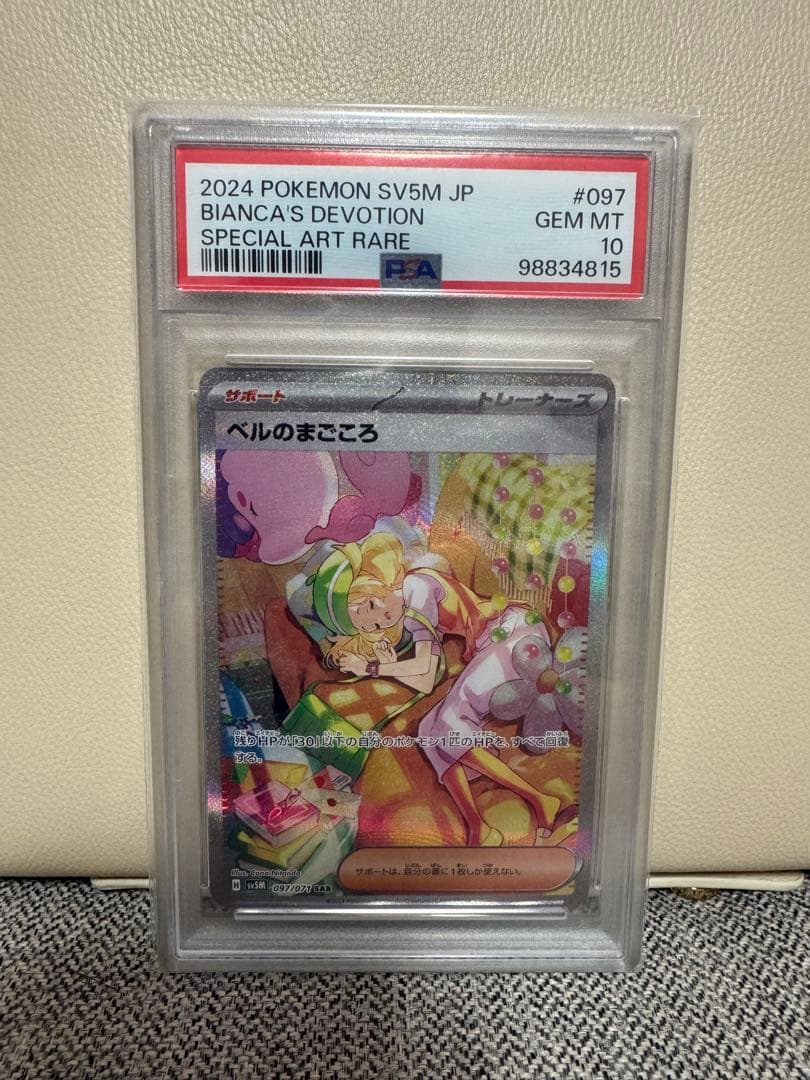 2024 POKEMON SV5M JP #097
BIANCA'S DEVOTION GEM MT
SPECIAL ART RARE 10
PSA 98834815
サポート トレーナーズ
ベルのまごころ
残りHPが「30」以下の自分のポケモン1匹のHPを、すべて回復
する。
サポートは、自分の番に1枚しか使えない。
Illus.
H SV5M 097/071 SAR